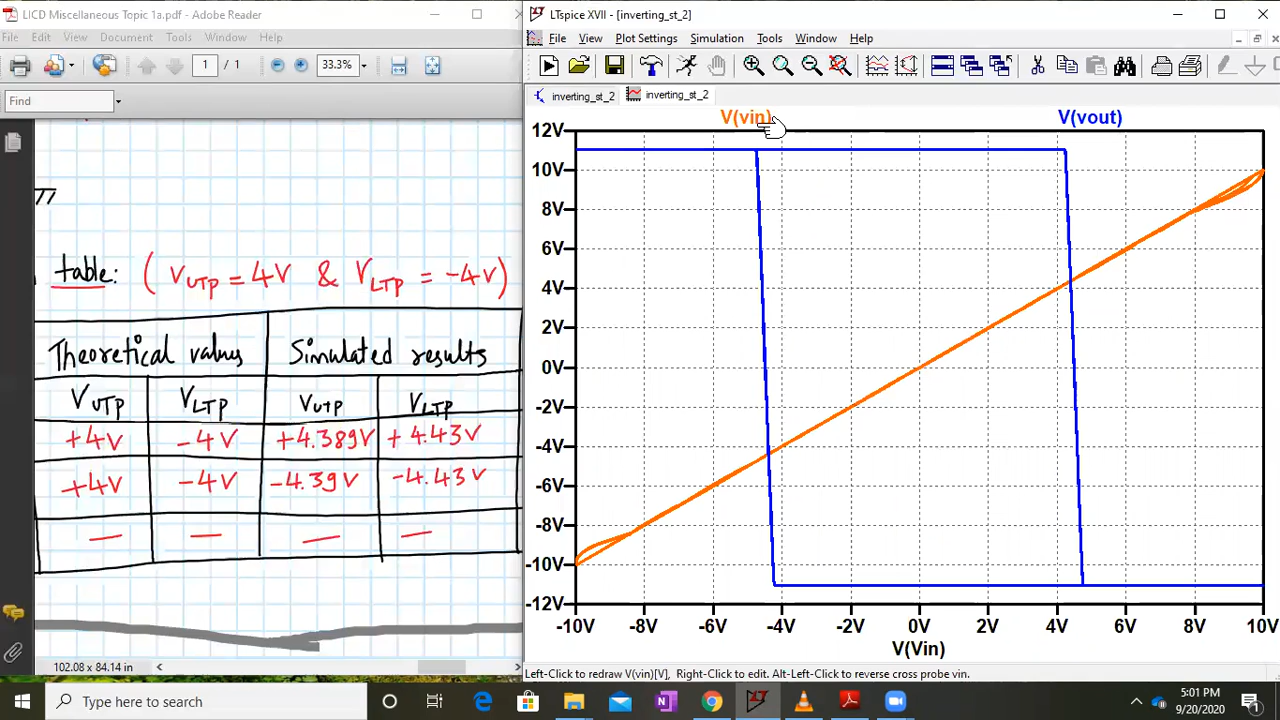 LICD Miscellaneous Topic 1a.pdf - Adobe Reader
File Edit View Document Tools Window Help
1 / 1 33.3%
Find
table: ( VUTP = 4V & VLTP = -4V )
Theoretical values Simulated results
VUTP VLTP VUTP VLTP
+4V -4V +4.389V +4.43V
+4V -4V -4.39V -4.43V
— — — —
102.08 x 84.14 in
LTspice XVII - [inverting_st_2]
File View Plot Settings Simulation Tools Window Help
inverting_st_2 inverting_st_2
V(vin) V(vout)
12V
10V
8V
6V
4V
2V
0V
-2V
-4V
-6V
-8V
-10V
-12V
-10V -8V -6V -4V -2V 0V 2V 4V 6V 8V 10V
V(Vin)
Left-Click to redraw V(vin)[V], Right-Click to edit. Alt-Left-Click to reverse cross probe vin.
Type here to search
5:01 PM
9/20/2020
1